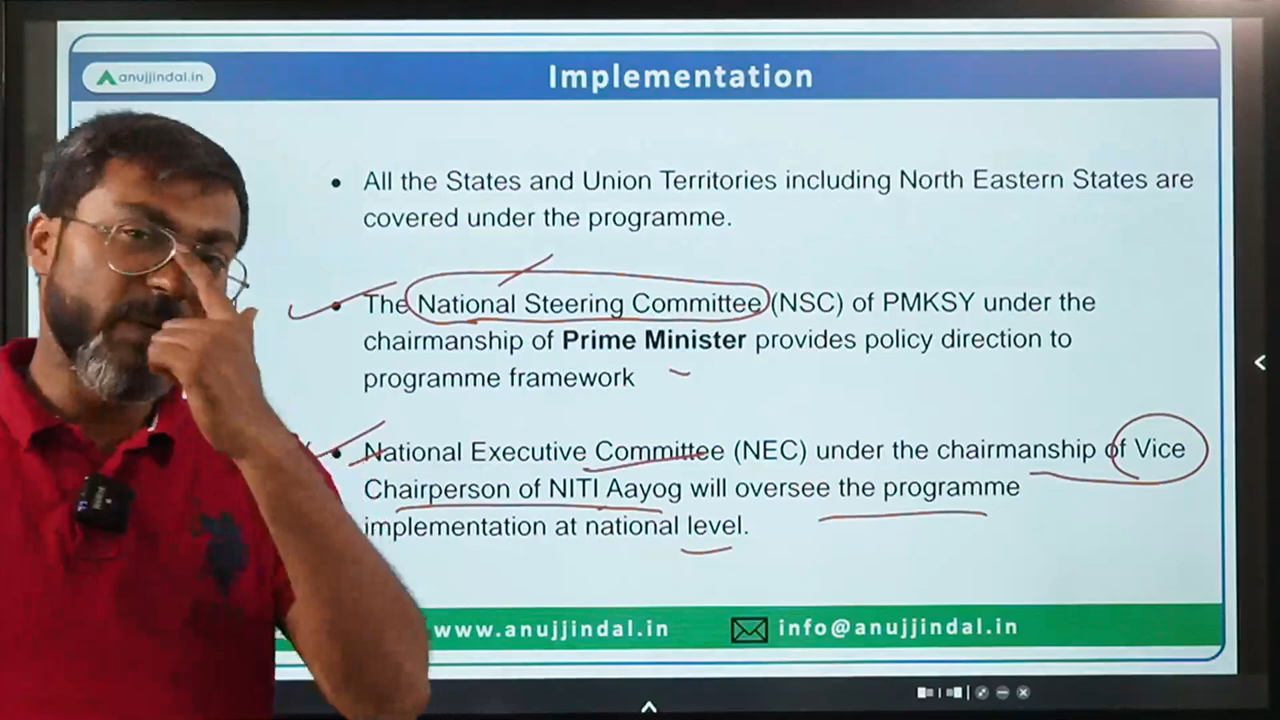 anujjindal.in
Implementation
• All the States and Union Territories including North Eastern States are
covered under the programme.
• The National Steering Committee (NSC) of PMKSY under the
chairmanship of Prime Minister provides policy direction to
programme framework
• National Executive Committee (NEC) under the chairmanship of Vice
Chairperson of NITI Aayog will oversee the programme
implementation at national level.
www.anujjindal.in info@anujjindal.in